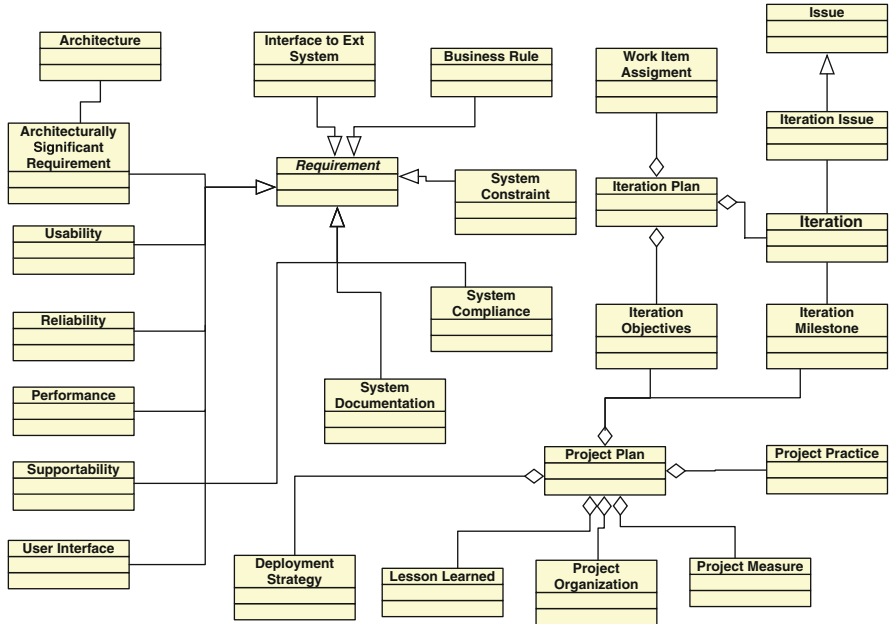 Issue
Architecture
Interface to Ext
System
Business Rule
Work Item
Assigment
Iteration Issue
Architecturally
Significant
Requirement
Requirement
System
Constraint
Iteration Plan
Iteration
Usability
System
Compliance
Iteration
Objectives
Iteration
Milestone
Reliability
Performance
System
Documentation
Supportability
Project Plan
Project Practice
User Interface
Deployment
Strategy
Lesson Learned
Project
Organization
Project Measure